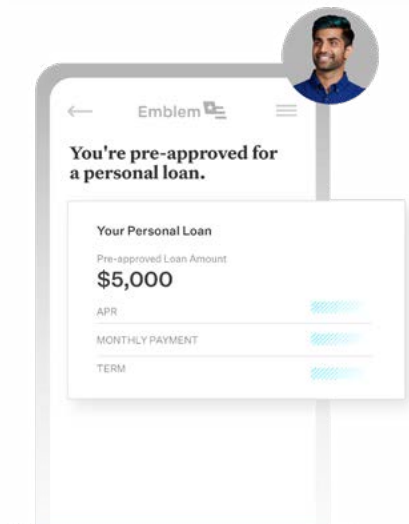 Emblem
You're pre-approved for
a personal loan.
Your Personal Loan
Pre-approved Loan Amount
$5,000
APR
MONTHLY PAYMENT
TERM